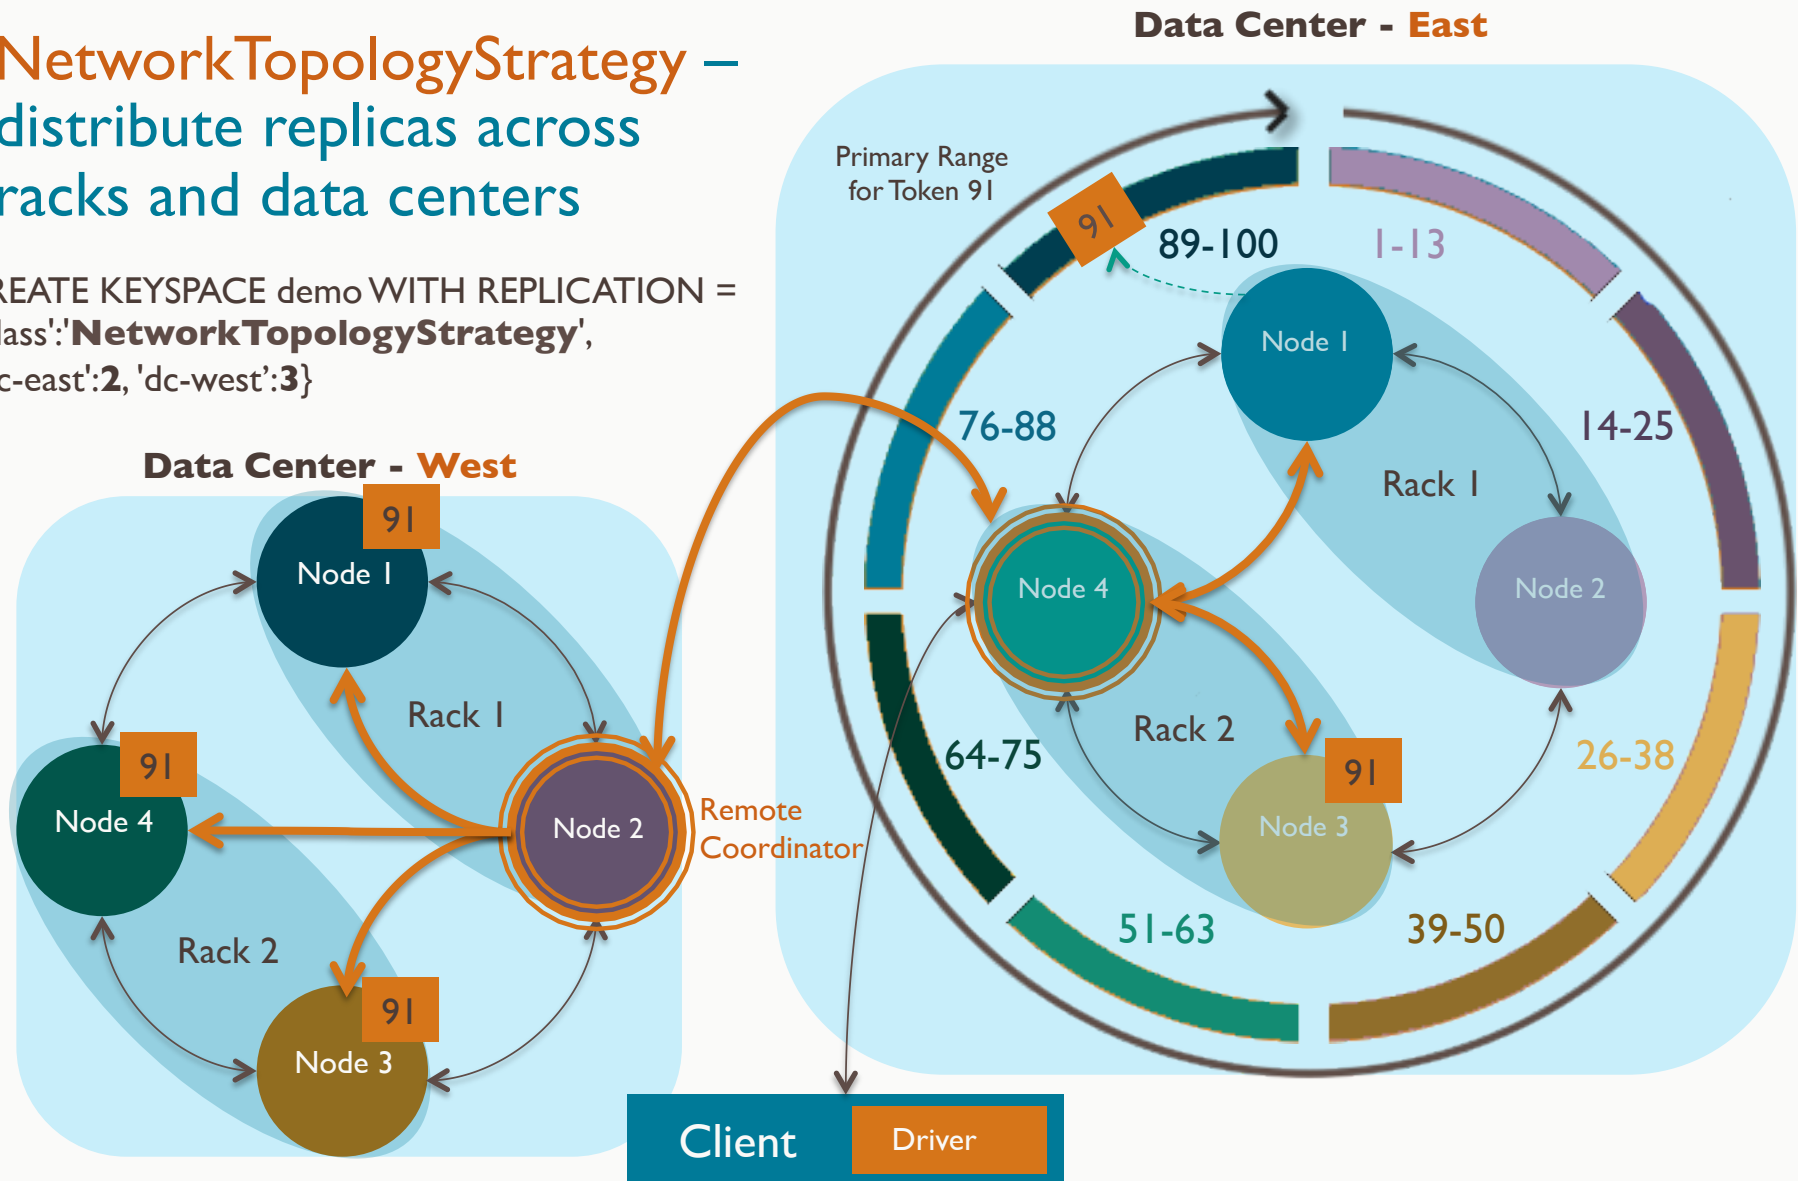 NetworkTopologyStrategy –
distribute replicas across
racks and data centers
REATE KEYSPACE demo WITH REPLICATION =
lass':'NetworkTopologyStrategy',
c-east':2, 'dc-west’:3}
Data Center - West
91
Node 1
Rack 1
91
Node 4
Node 2
Remote
Coordinator
Rack 2
91
Node 3
Data Center - East
Primary Range
for Token 91
91
89-100
1-13
Node 1
76-88
14-25
Rack 1
Node 4
Node 2
Rack 2
64-75
91
26-38
Node 3
51-63
39-50
Client
Driver